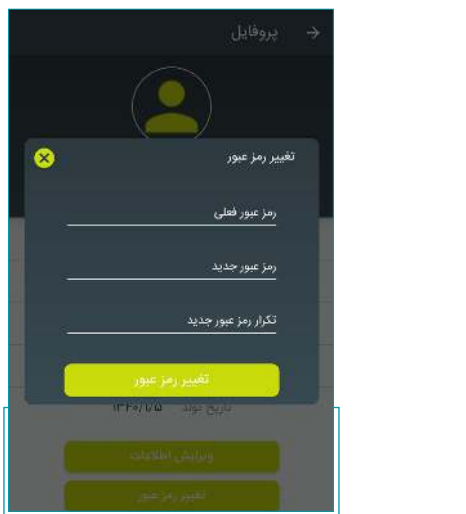 پروفایل
تغییر رمز عبور
رمز عبور فعلی
رمز عبور جدید
تکرار رمز عبور جدید
تغییر رمز عبور
تاریخ تولد ۱۳۴۰/۱/۵
ویرایش اطلاعات
تغییر رمز عبور